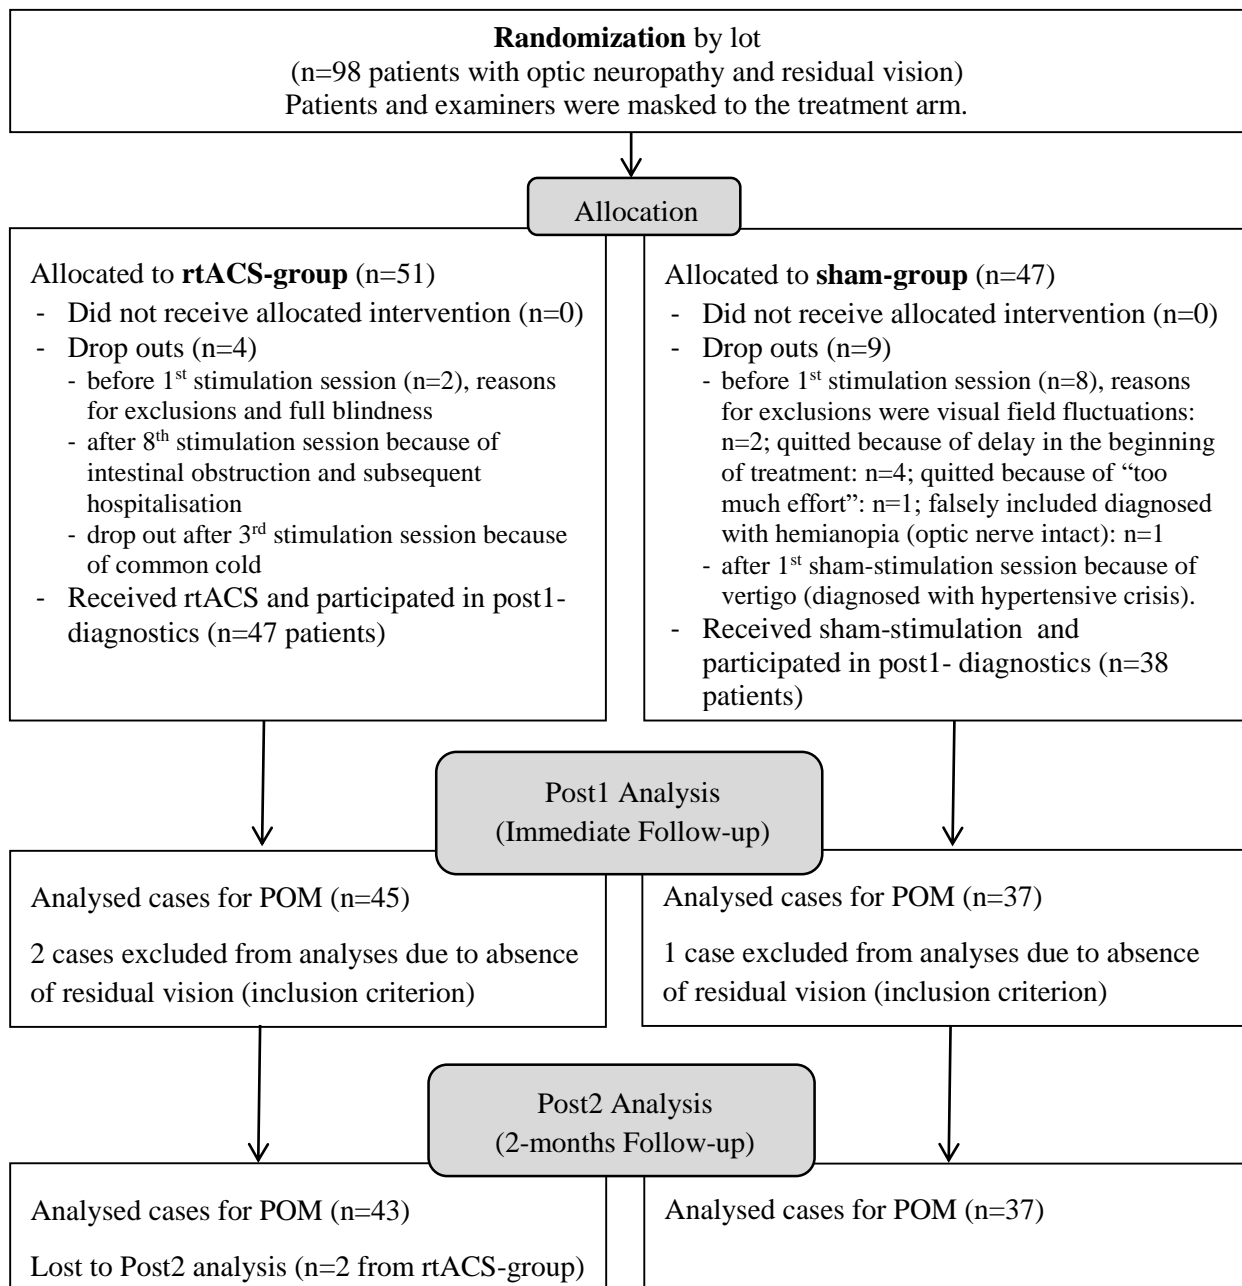 Randomization by lot
(n=98 patients with optic neuropathy and residual vision)
Patients and examiners were masked to the treatment arm.
Allocation
Allocated to rtACS-group (n=51)
- Did not receive allocated intervention (n=0)
- Drop outs (n=4)
- before 1st stimulation session (n=2), reasons
for exclusions and full blindness
- after 8th stimulation session because of
intestinal obstruction and subsequent
hospitalisation
- drop out after 3rd stimulation session because
of common cold
- Received rtACS and participated in post1-
diagnostics (n=47 patients)
Allocated to sham-group (n=47)
- Did not receive allocated intervention (n=0)
- Drop outs (n=9)
- before 1st stimulation session (n=8), reasons
for exclusions were visual field fluctuations:
n=2; quitted because of delay in the beginning
of treatment: n=4; quitted because of “too
much effort”: n=1; falsely included diagnosed
with hemianopia (optic nerve intact): n=1
- after 1st sham-stimulation session because of
vertigo (diagnosed with hypertensive crisis).
- Received sham-stimulation and
participated in post1- diagnostics (n=38
patients)
Post1 Analysis
(Immediate Follow-up)
Analysed cases for POM (n=45)
2 cases excluded from analyses due to absence
of residual vision (inclusion criterion)
Analysed cases for POM (n=37)
1 case excluded from analyses due to absence
of residual vision (inclusion criterion)
Post2 Analysis
(2-months Follow-up)
Analysed cases for POM (n=43)
Lost to Post2 analysis (n=2 from rtACS-group)
Analysed cases for POM (n=37)